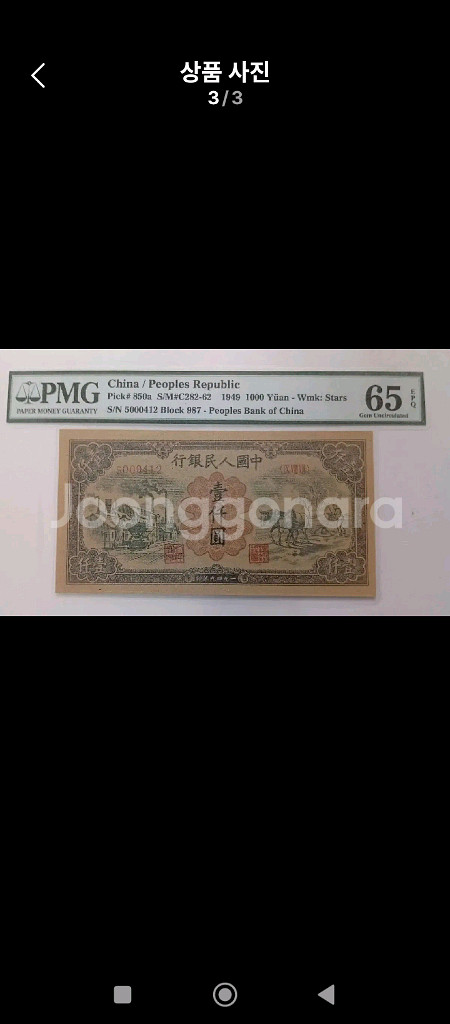 상품 사진
3/3
PMG
PAPER MONEY GUARANTY
China / Peoples Republic
Pick# 850a S/M#C282-62 1949 1000 Yüan - Wmk: Stars
S/N 5000412 Block 987 - Peoples Bank of China
65
EPQ
Gem Uncirculated
行銀民人國中
5000412
壹仟圓
Joonggonara